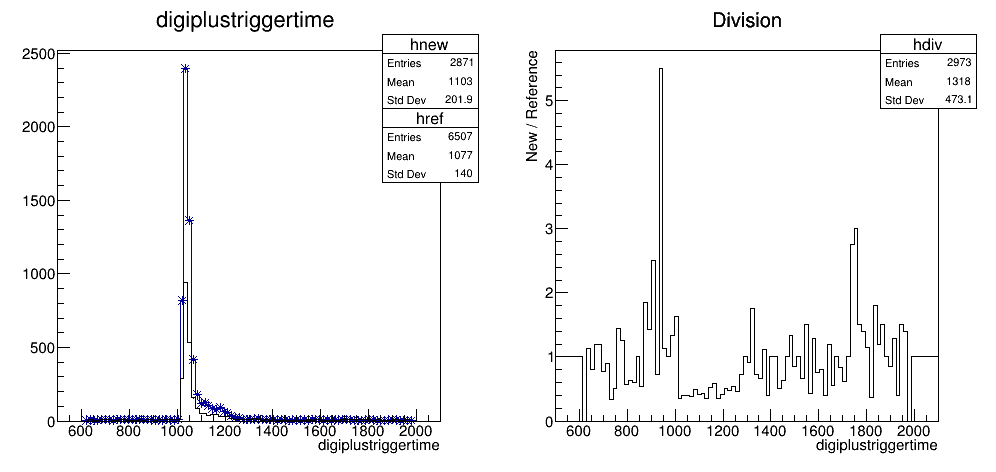 digiplustriggertime
hnew
Entries 2871
Mean 1103
Std Dev 201.9
href
Entries 6507
Mean 1077
Std Dev 140
2500
2000
1500
1000
500
0
600 800 1000 1200 1400 1600 1800 2000
digiplustriggertime
Division
hdiv
Entries 2973
Mean 1318
Std Dev 473.1
New / Reference
5
4
3
2
1
0
600 800 1000 1200 1400 1600 1800 2000
digiplustriggertime